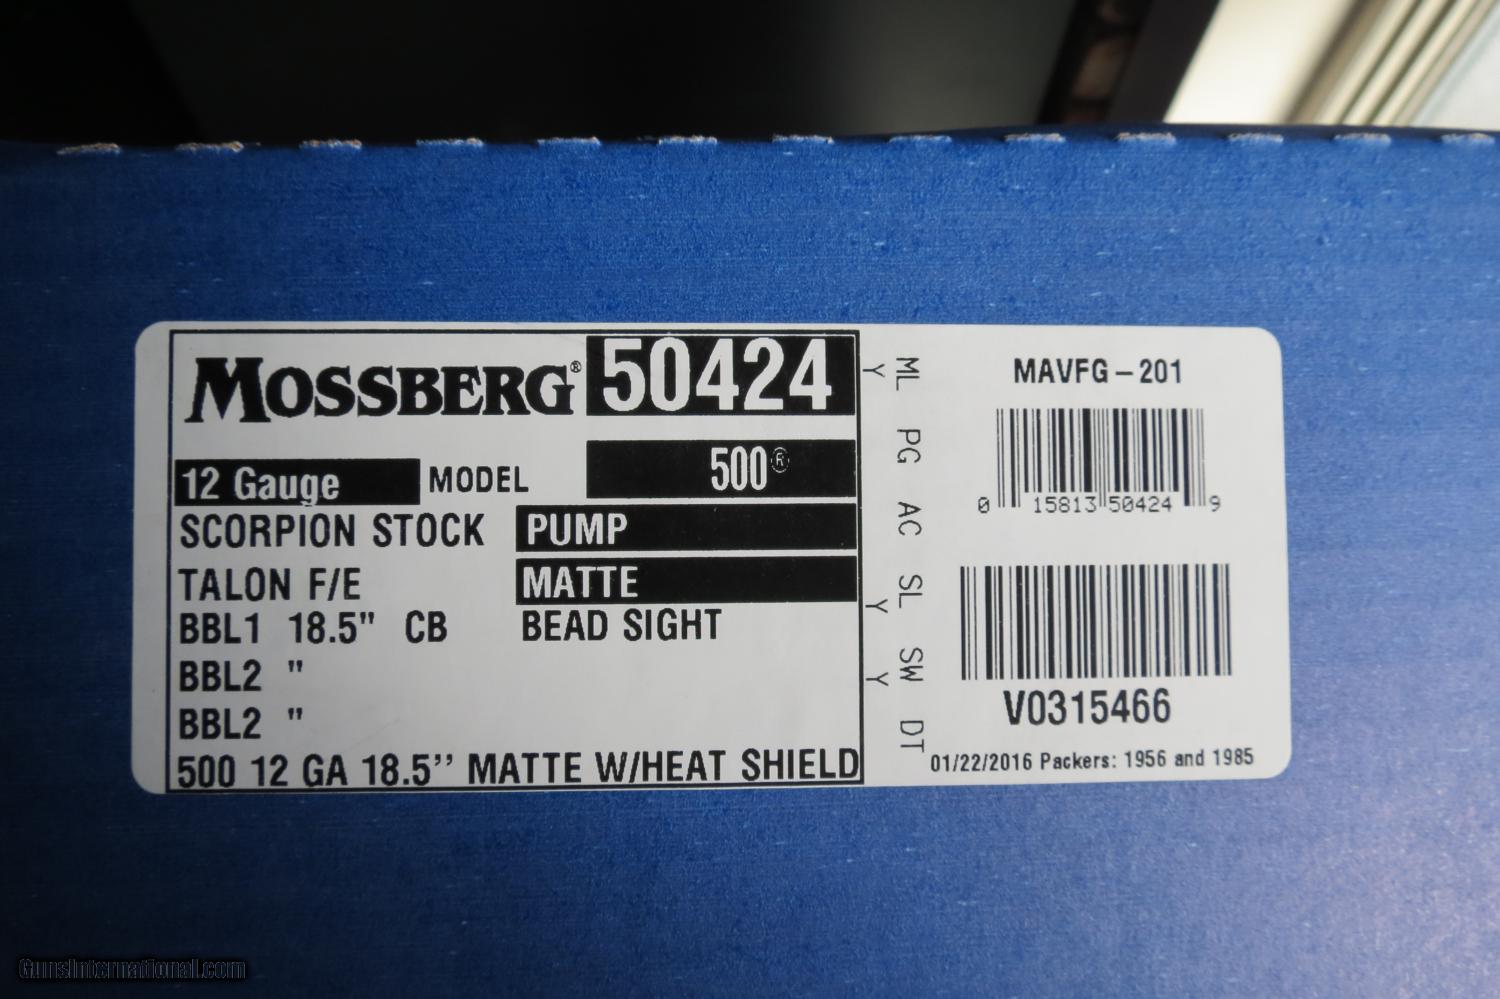 MOSSBERG® 50424
12 Gauge MODEL 500®
SCORPION STOCK PUMP
TALON F/E MATTE
BBL1 18.5" CB BEAD SIGHT
BBL2 "
BBL2 "
500 12 GA 18.5'' MATTE W/HEAT SHIELD
ML PG AC SL SW DT
Y Y Y
MAVFG-201
0 15813 50424 9
V0315466
01/22/2016 Packers: 1956 and 1985
GunsInternational.com